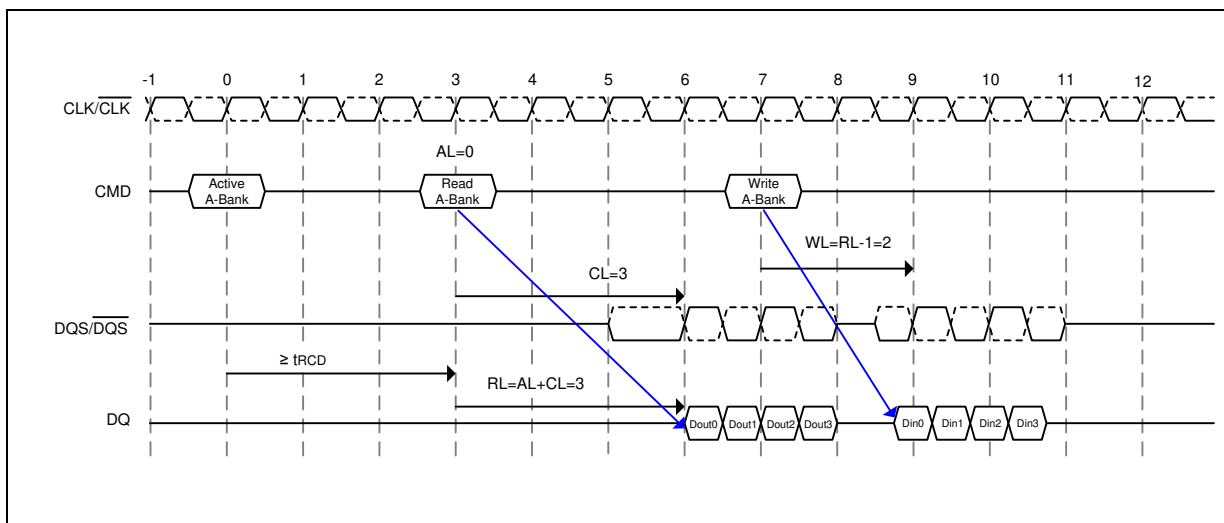 -1 0 1 2 3 4 5 6 7 8 9 10 11 12
CLK/C̅L̅K̅
AL=0
CMD
Active
A-Bank
Read
A-Bank
Write
A-Bank
WL=RL-1=2
CL=3
DQS/D̅Q̅S̅
≥ tRCD
RL=AL+CL=3
DQ
Dout0 Dout1 Dout2 Dout3 Din0 Din1 Din2 Din3